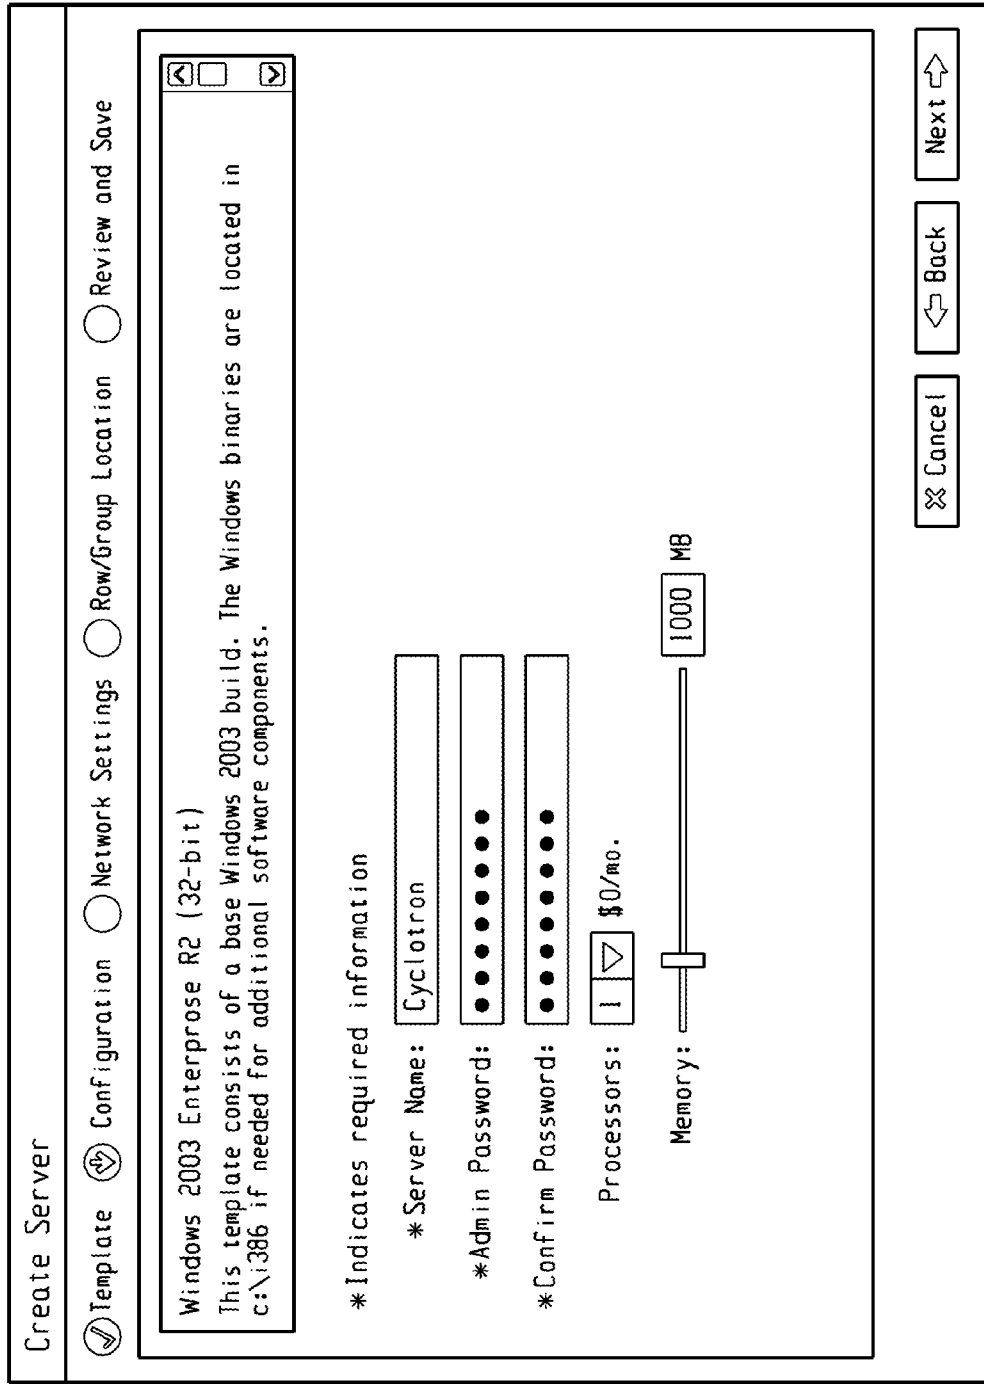 Create Server
Template Configuration Network Settings Row/Group Location Review and Save
Windows 2003 Enterprose R2 (32-bit)
This template consists of a base Windows 2003 build. The Windows binaries are located in
c:\i386 if needed for additional software components.
*Indicates required information
*Server Name: Cyclotron
*Admin Password:
*Confirm Password:
Processors: 1 $0/mo.
Memory: 1000 MB
Cancel Back Next